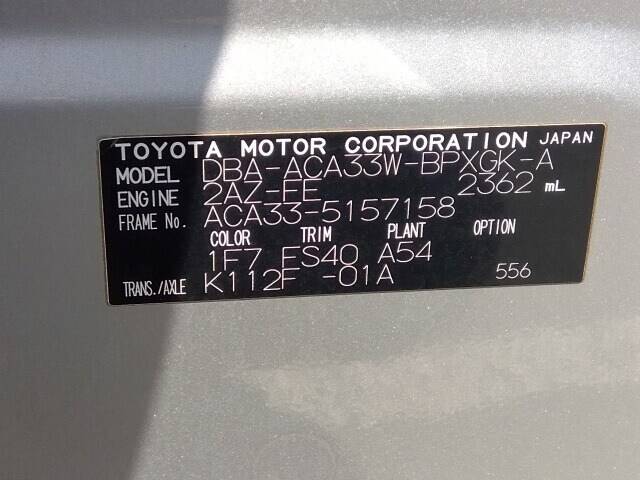 TOYOTA MOTOR CORPORATION JAPAN
MODEL DBA-ACA33W-BPXGK-A
ENGINE 2AZ-FE 2362 mL
FRAME No. ACA33-5157158
COLOR TRIM PLANT OPTION
1F7 FS40 A54
TRANS./AXLE K112F -01A 556